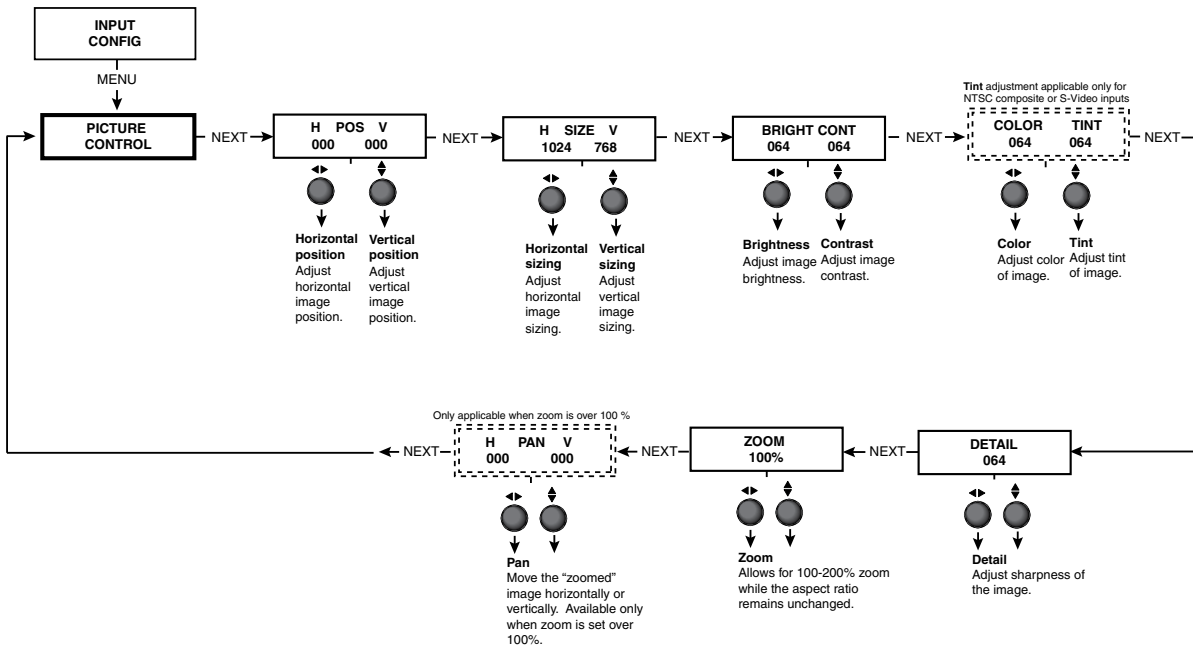 INPUT
CONFIG
MENU
PICTURE
CONTROL
NEXT
H POS V
000 000
Horizontal
position
Adjust
horizontal
image
position.
Vertical
position
Adjust
vertical
image
position.
NEXT
H SIZE V
1024 768
Horizontal
sizing
Adjust
horizontal
image
sizing.
Vertical
sizing
Adjust
vertical
image
sizing.
NEXT
BRIGHT CONT
064 064
Brightness
Adjust image
brightness.
Contrast
Adjust image
contrast.
NEXT
Tint adjustment applicable only for
NTSC composite or S-Video inputs
COLOR TINT
064 064
Color
Adjust color
of image.
Tint
Adjust tint
of image.
NEXT
DETAIL
064
Detail
Adjust sharpness of
the image.
NEXT
ZOOM
100%
Zoom
Allows for 100-200% zoom
while the aspect ratio
remains unchanged.
NEXT
Only applicable when zoom is over 100 %
H PAN V
000 000
Pan
Move the “zoomed”
image horizontally or
vertically. Available only
when zoom is set over
100%.
NEXT